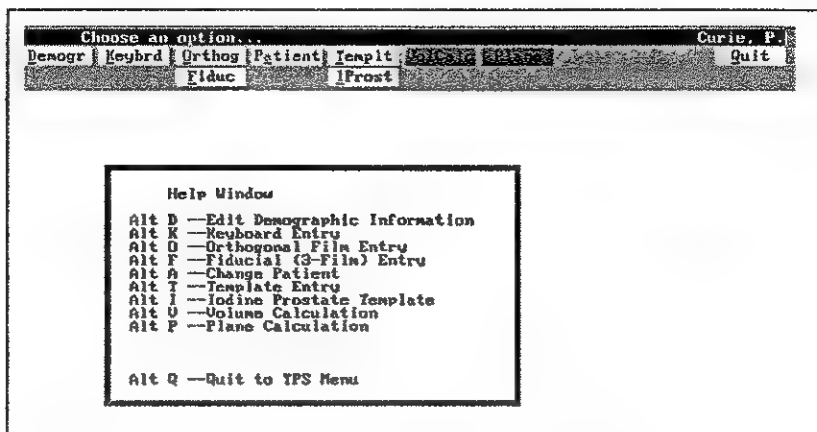 Choose an option... Curie, P.
Demogr Keybrd Orthog Patient Templt VolCalc Quit
Fiduc IProst
Help Window
Alt D --Edit Demographic Information
Alt K --Keyboard Entry
Alt O --Orthogonal Film Entry
Alt F --Fiducial (3-Film) Entry
Alt A --Change Patient
Alt T --Template Entry
Alt I --Iodine Prostate Template
Alt V --Volume Calculation
Alt P --Plane Calculation
Alt Q --Quit to TPS Menu